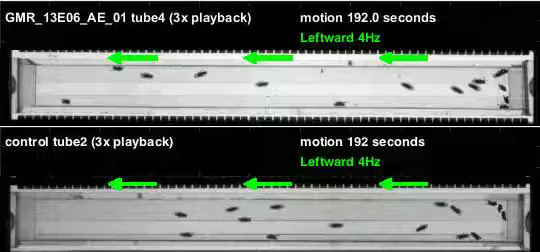 GMR_13E06_AE_01 tube4 (3x playback) motion 192.0 seconds
Leftward 4Hz
control tube2 (3x playback) motion 192 seconds
Leftward 4Hz